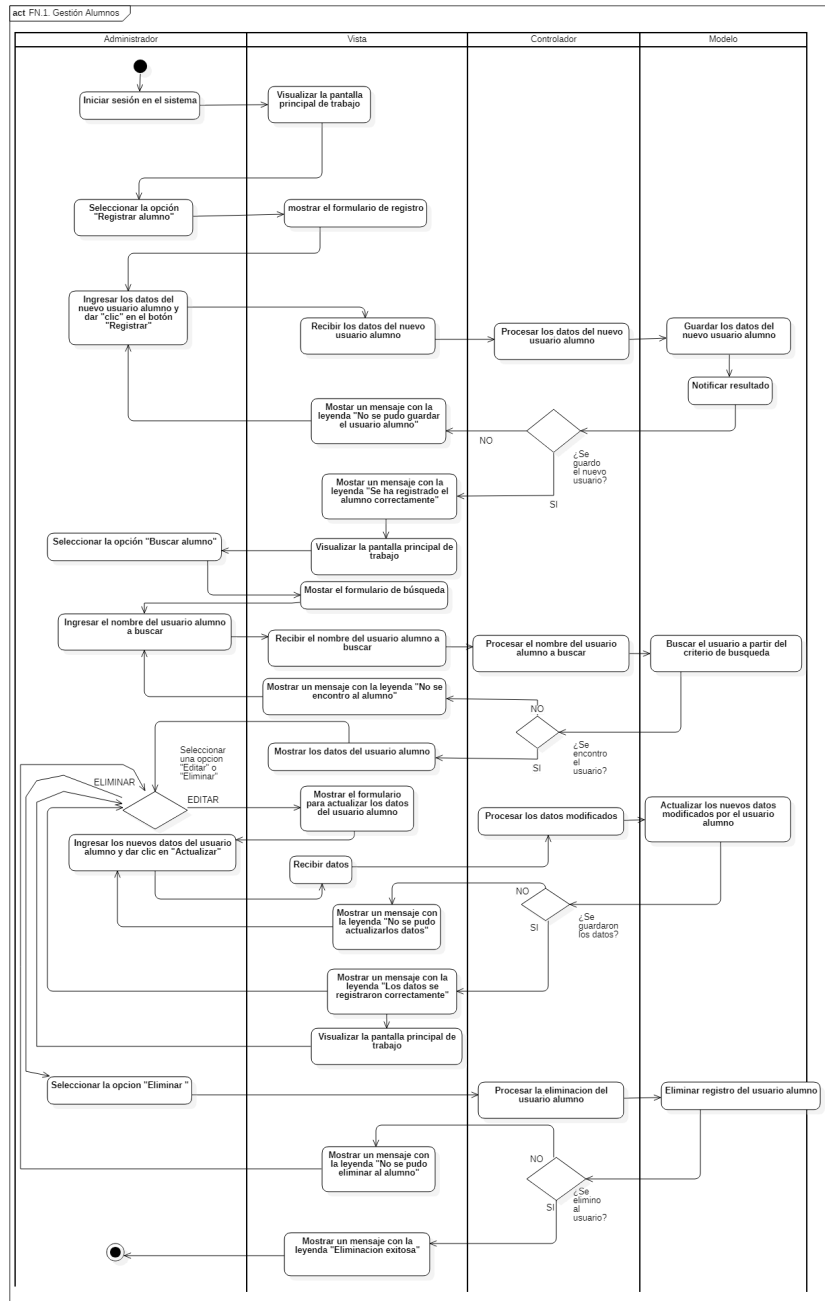 act FN.1. Gestión Alumnos
Administrador
Vista
Controlador
Modelo
Iniciar sesión en el sistema
Visualizar la pantalla
principal de trabajo
Seleccionar la opción
"Registrar alumno"
mostrar el formulario de registro
Ingresar los datos del
nuevo usuario alumno y
dar "clic" en el botón
"Registrar"
Recibir los datos del nuevo
usuario alumno
Procesar los datos del nuevo
usuario alumno
Guardar los datos del
nuevo usuario alumno
Notificar resultado
Mostar un mensaje con la
leyenda "No se pudo guardar
el usuario alumno"
NO
¿Se
guardo
el nuevo
usuario?
SI
Mostar un mensaje con la
leyenda "Se ha registrado el
alumno correctamente"
Seleccionar la opción "Buscar alumno"
Visualizar la pantalla principal de
trabajo
Mostar el formulario de búsqueda
Ingresar el nombre del usuario alumno
a buscar
Recibir el nombre del usuario alumno a
buscar
Procesar el nombre del usuario
alumno a buscar
Buscar el usuario a partir del
criterio de busqueda
Mostrar un mensaje con la leyenda "No se
encontro al alumno"
NO
¿Se
encontro
el
usuario?
SI
Mostrar los datos del usuario alumno
Seleccionar
una opcion
"Editar" o
"Eliminar"
ELIMINAR
EDITAR
Mostrar el formulario
para actualizar los datos
del usuario alumno
Procesar los datos modificados
Actualizar los nuevos datos
modificados por el usuario
alumno
Ingresar los nuevos datos del usuario
alumno y dar clic en "Actualizar"
Recibir datos
NO
SI
¿Se
guardaron
los datos?
Mostrar un mensaje con
la leyenda "No se pudo
actualizarlos datos"
Mostrar un mensaje con la
leyenda "Los datos se
registraron correctamente"
Visualizar la pantalla principal de
trabajo
Seleccionar la opcion "Eliminar "
Procesar la eliminacion del
usuario alumno
Eliminar registro del usuario alumno
Mostrar un mensaje con
la leyenda "No se pudo
eliminar al alumno"
NO
SI
¿Se
elimino
al
usuario?
Mostrar un mensaje con la
leyenda "Eliminacion exitosa"